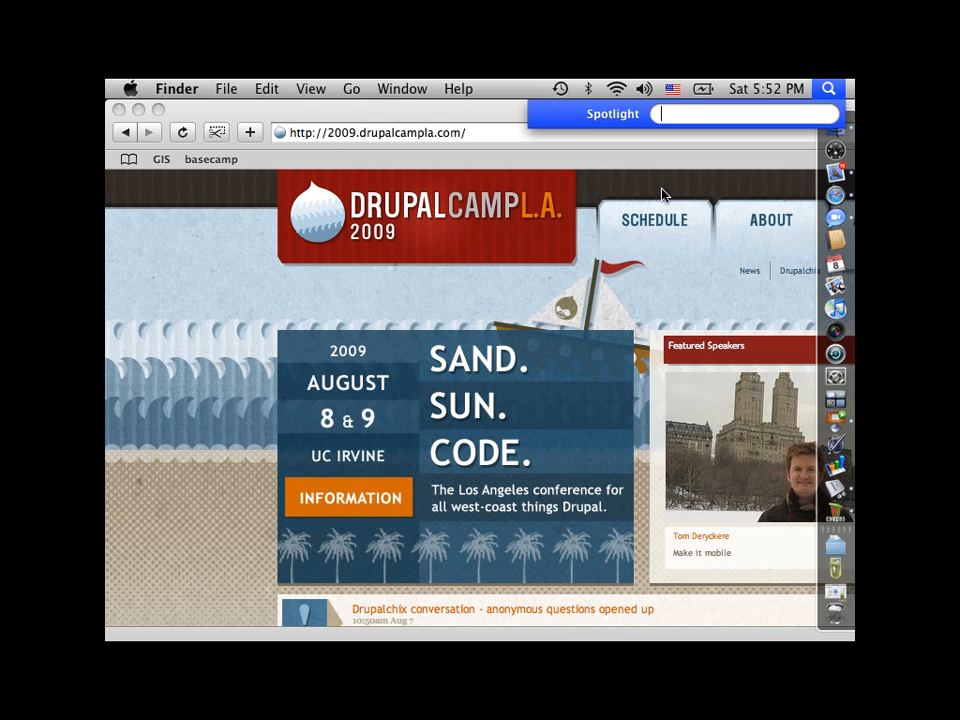 Finder File Edit View Go Window Help Sat 5:52 PM
Spotlight
http://2009.drupalcampla.com/
GIS basecamp
DRUPALCAMPL.A.
2009
SCHEDULE ABOUT
News Drupalchix
2009
AUGUST
8 & 9
UC IRVINE
INFORMATION
SAND.
SUN.
CODE.
The Los Angeles conference for
all west-coast things Drupal.
Featured Speakers
Tom Deryckere
Make it mobile
Drupalchix conversation - anonymous questions opened up
10:50am Aug 7
8